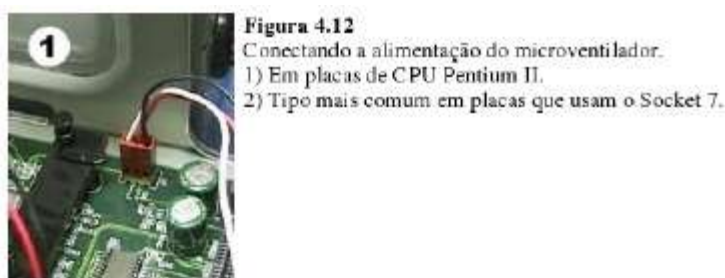 1
Figura 4.12
Conectando a alimentação do microventilador.
1) Em placas de CPU Pentium II.
2) Tipo mais comum em placas que usam o Socket 7.